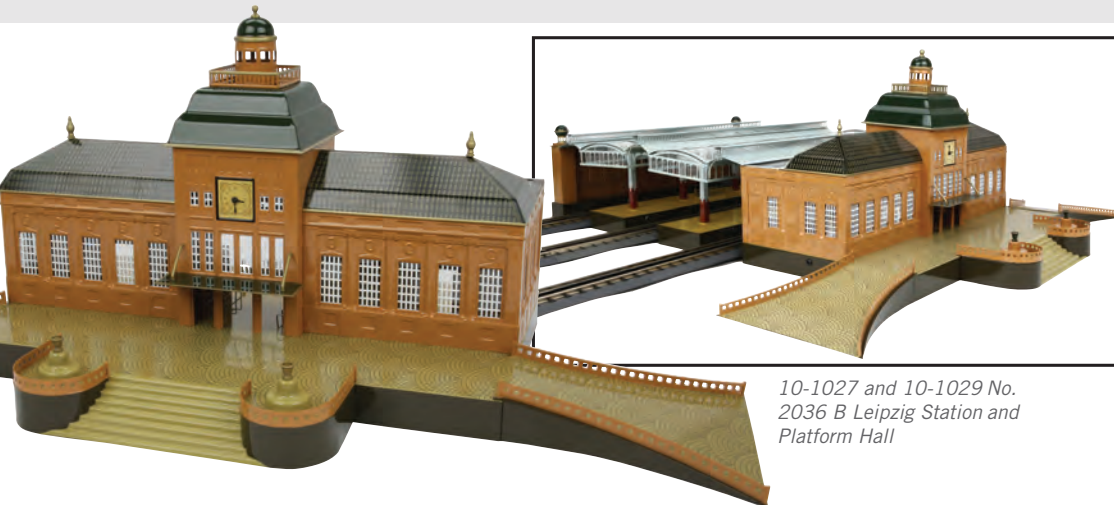 10-1027 and 10-1029 No.
2036 B Leipzig Station and
Platform Hall